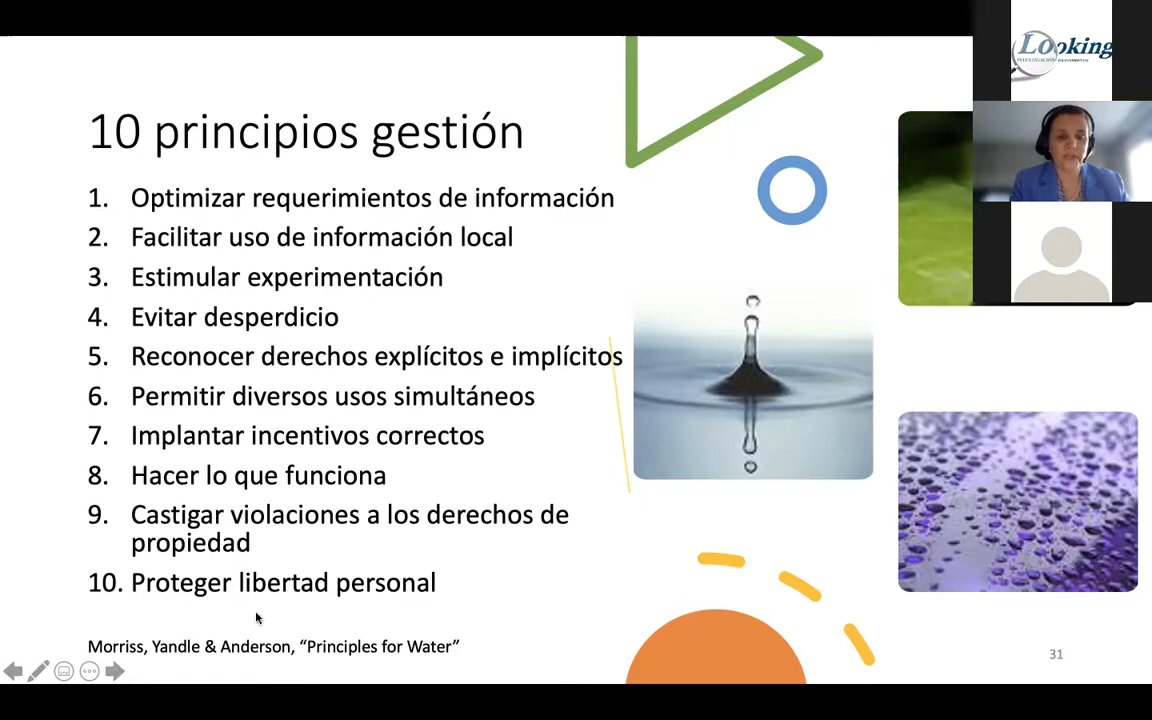 10 principios gestión
1. Optimizar requerimientos de información
2. Facilitar uso de información local
3. Estimular experimentación
4. Evitar desperdicio
5. Reconocer derechos explícitos e implícitos
6. Permitir diversos usos simultáneos
7. Implantar incentivos correctos
8. Hacer lo que funciona
9. Castigar violaciones a los derechos de
propiedad
10. Proteger libertad personal
Morriss, Yandle & Anderson, “Principles for Water”
31
Looking